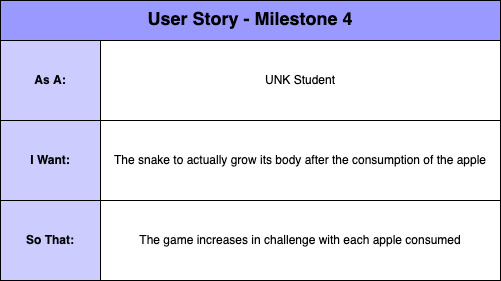 User Story - Milestone 4
As A:
UNK Student
I Want:
The snake to actually grow its body after the consumption of the apple
So That:
The game increases in challenge with each apple consumed